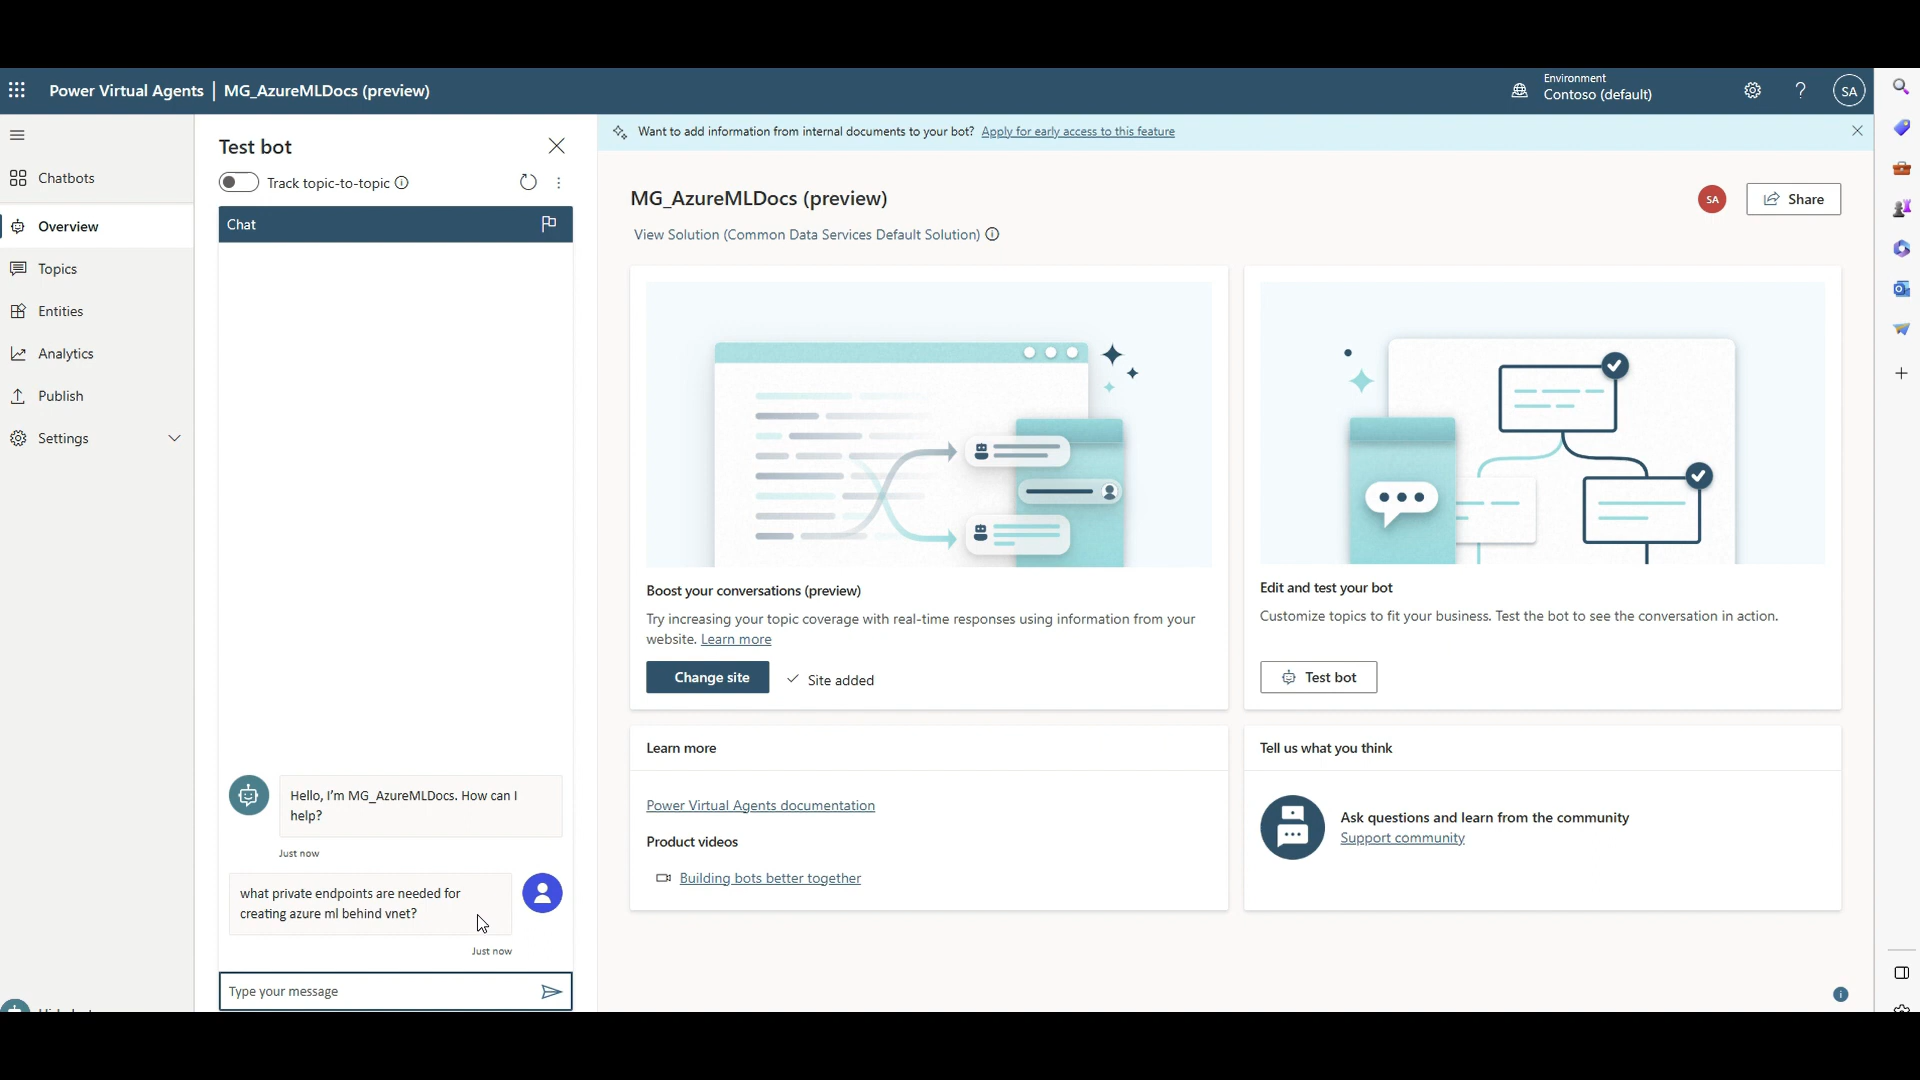 Power Virtual Agents | MG_AzureMLDocs (preview)
Environment
Contoso (default)
SA
Chatbots
Overview
Topics
Entities
Analytics
Publish
Settings
Test bot
Track topic-to-topic
Chat
Hello, I'm MG_AzureMLDocs. How can I
help?
Just now
what private endpoints are needed for
creating azure ml behind vnet?
Just now
Type your message
Want to add information from internal documents to your bot? Apply for early access to this feature
MG_AzureMLDocs (preview)
SA
Share
View Solution (Common Data Services Default Solution)
Boost your conversations (preview)
Try increasing your topic coverage with real-time responses using information from your
website. Learn more
Change site
Site added
Edit and test your bot
Customize topics to fit your business. Test the bot to see the conversation in action.
Test bot
Learn more
Power Virtual Agents documentation
Product videos
Building bots better together
Tell us what you think
Ask questions and learn from the community
Support community